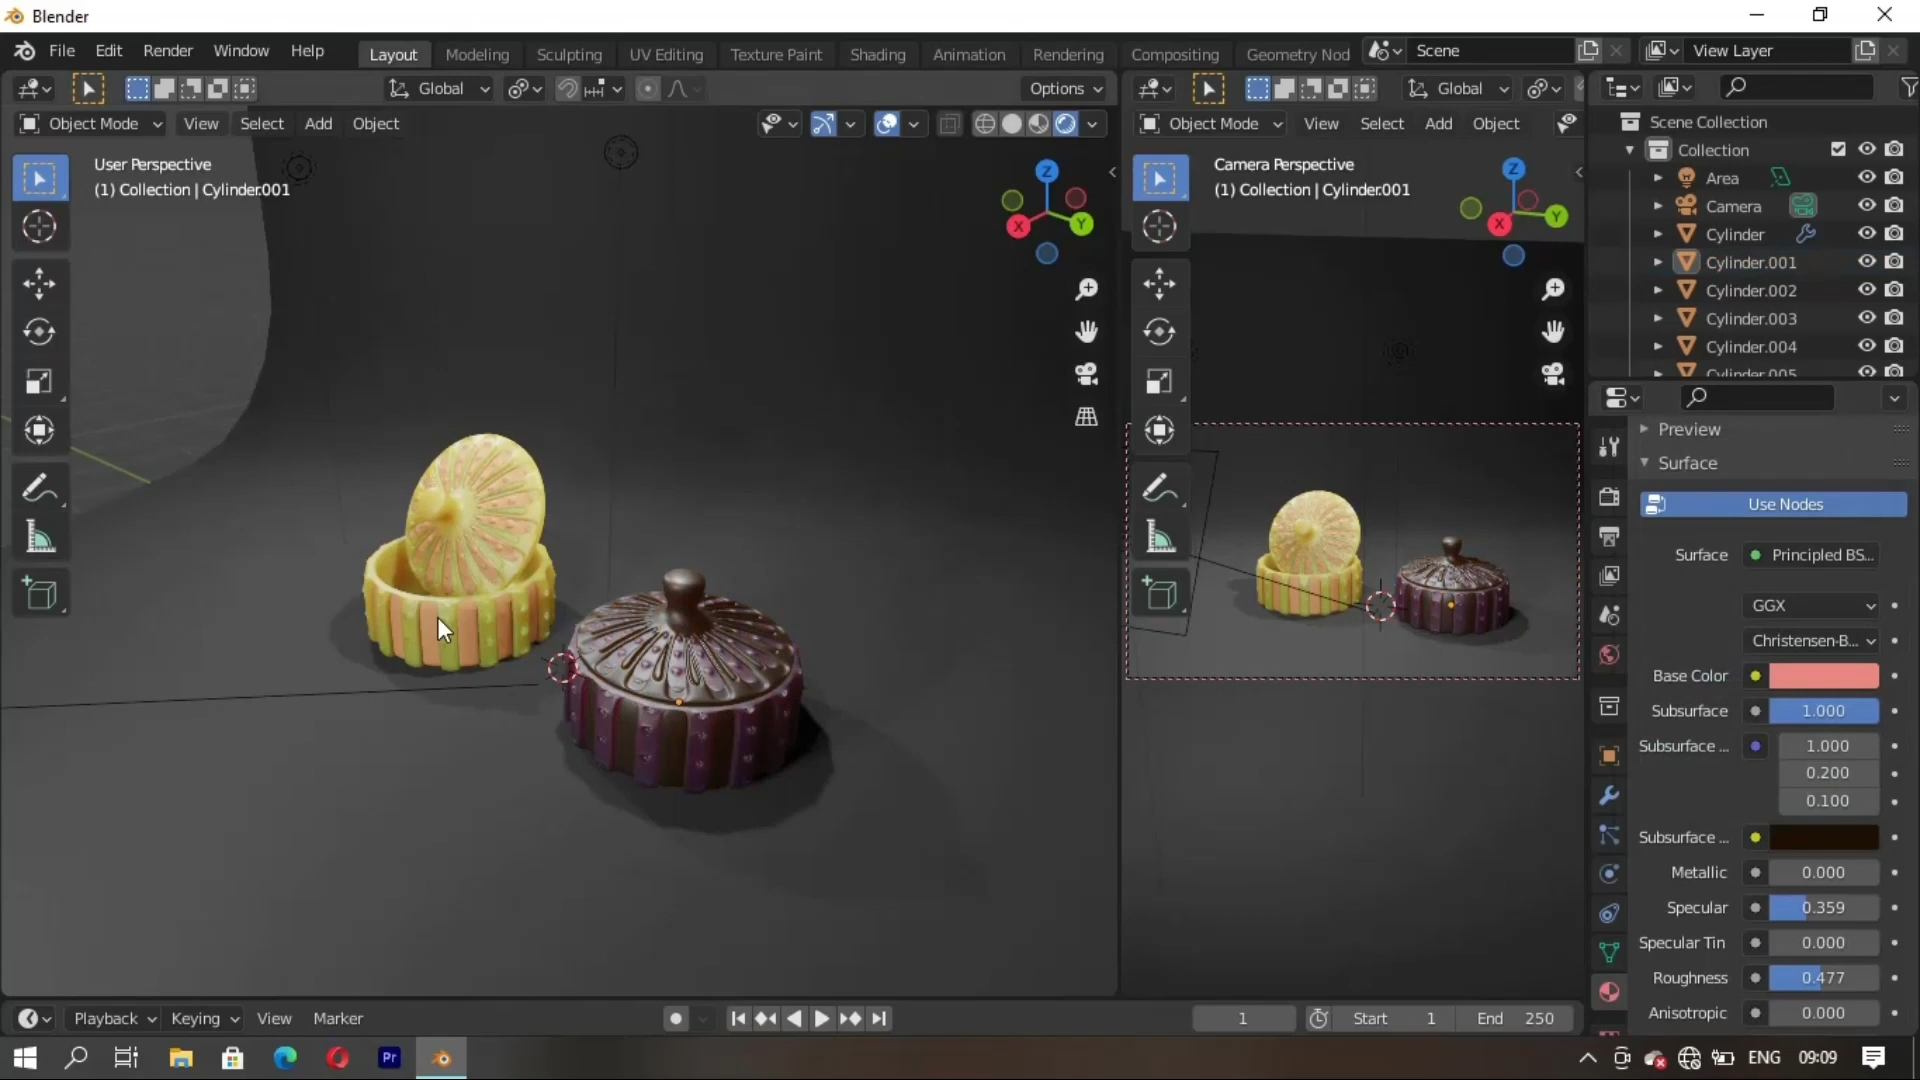 Blender
File Edit Render Window Help Layout Modeling Sculpting UV Editing Texture Paint Shading Animation Rendering Compositing Geometry Nod Scene View Layer
Global Options Global
Object Mode View Select Add Object Object Mode View Select Add Object
User Perspective
(1) Collection | Cylinder.001
Z
X
Y
Camera Perspective
(1) Collection | Cylinder.001
Z
X
Y
Scene Collection
Collection
Area
Camera
Cylinder
Cylinder.001
Cylinder.002
Cylinder.003
Cylinder.004
Cylinder.005
Preview
Surface
Use Nodes
Surface Principled BS...
GGX
Christensen-B...
Base Color
Subsurface 1.000
Subsurface ... 1.000
0.200
0.100
Subsurface ...
Metallic 0.000
Specular 0.359
Specular Tin 0.000
Roughness 0.477
Anisotropic 0.000
Playback Keying View Marker 1 Start 1 End 250
Pr ENG 09:09